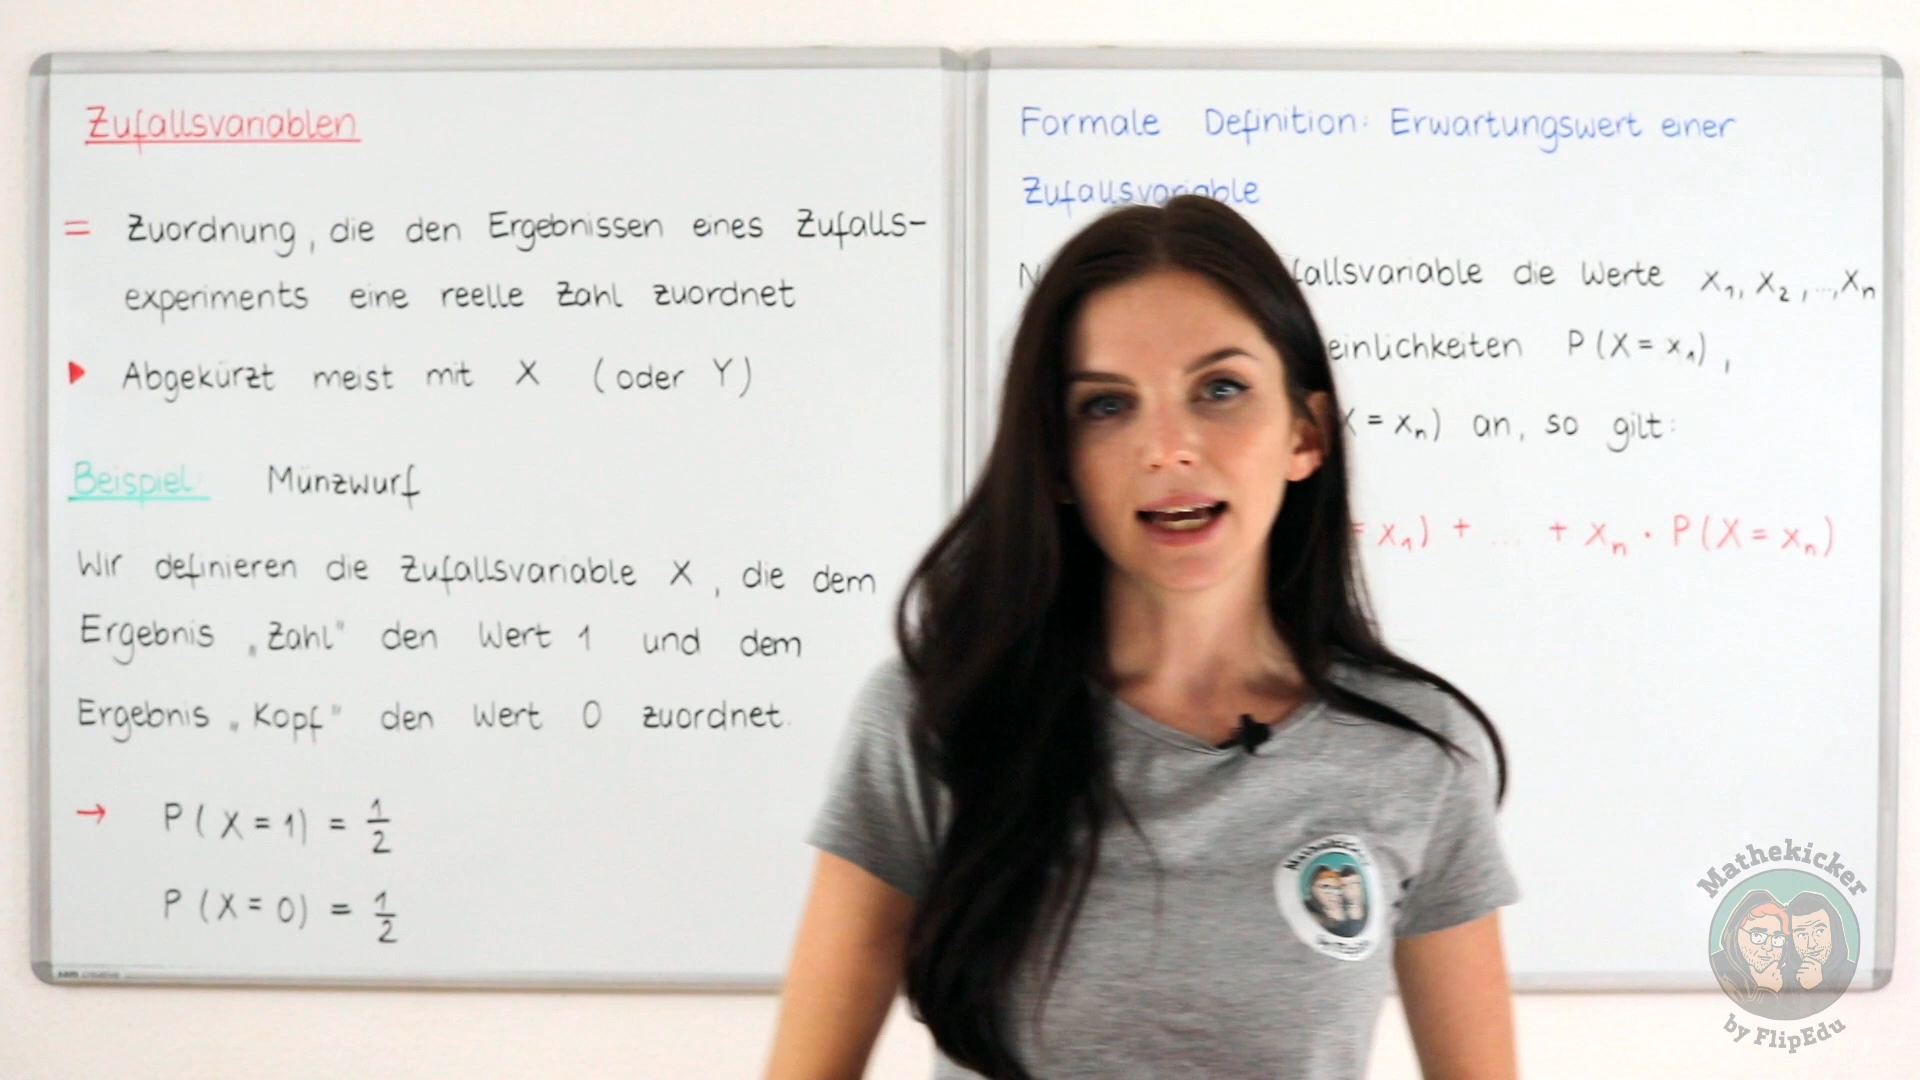 Zufallsvariablen
= Zuordnung, die den Ergebnissen eines Zufalls-
experiments eine reelle Zahl zuordnet
▶ Abgekürzt meist mit X (oder Y)
Beispiel: Münzwurf
Wir definieren die Zufallsvariable X, die dem
Ergebnis „Zahl" den Wert 1 und dem
Ergebnis „Kopf" den Wert 0 zuordnet.
→ P(X = 1) = 1/2
P(X = 0) = 1/2
Formale Definition: Erwartungswert einer
Zufallsvariable
fallsvariable die Werte x₁, x₂, ..., xₙ
einlichkeiten P(X = x₁),
X = xₙ) an, so gilt:
= x₁) + ... + xₙ · P(X = xₙ)
Mathekicker
by FlipEdu